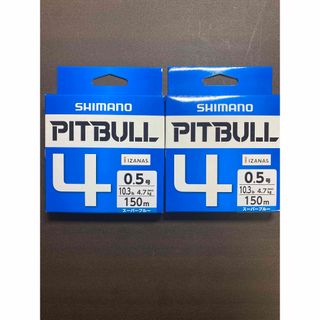 SHIMANO
PITBULL
IZANAS
4
0.5号
10.3lb 4.7kg
150m
スーパーブルー
SHIMANO
PITBULL
IZANAS
4
0.5号
10.3lb 4.7kg
150m
スーパーブルー